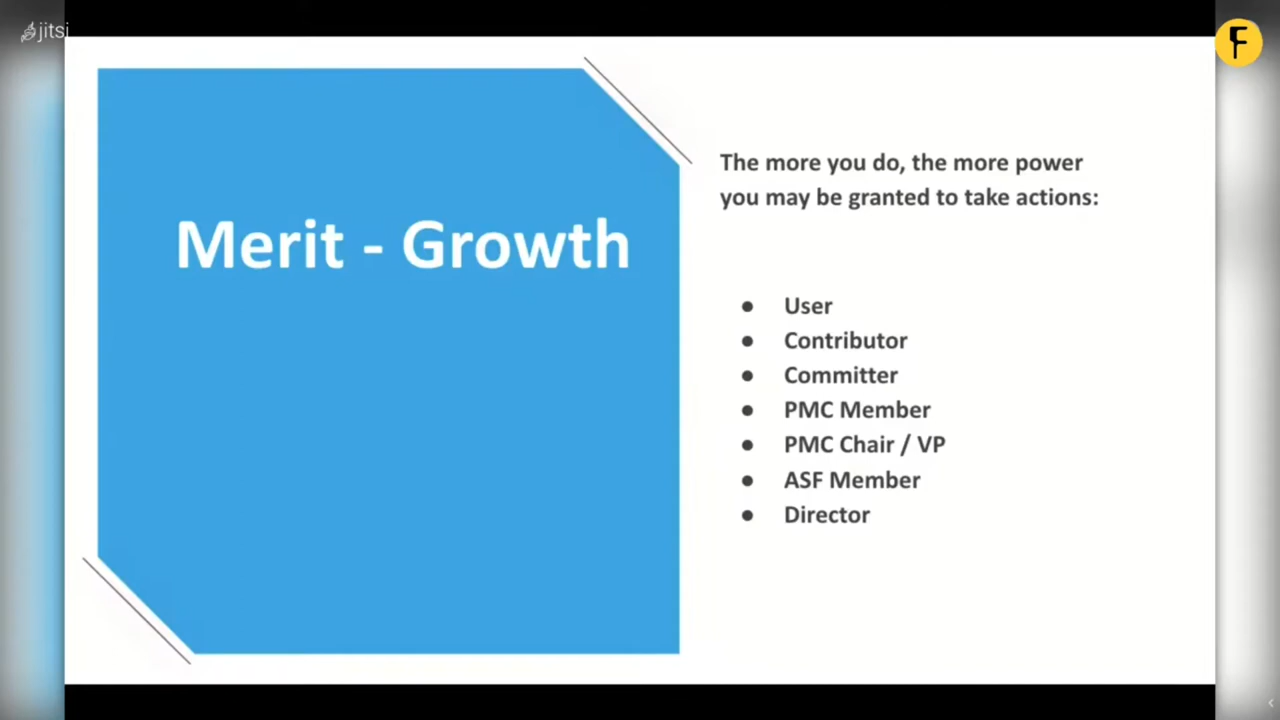 jitsi
F
Merit - Growth
The more you do, the more power
you may be granted to take actions:
● User
● Contributor
● Committer
● PMC Member
● PMC Chair / VP
● ASF Member
● Director